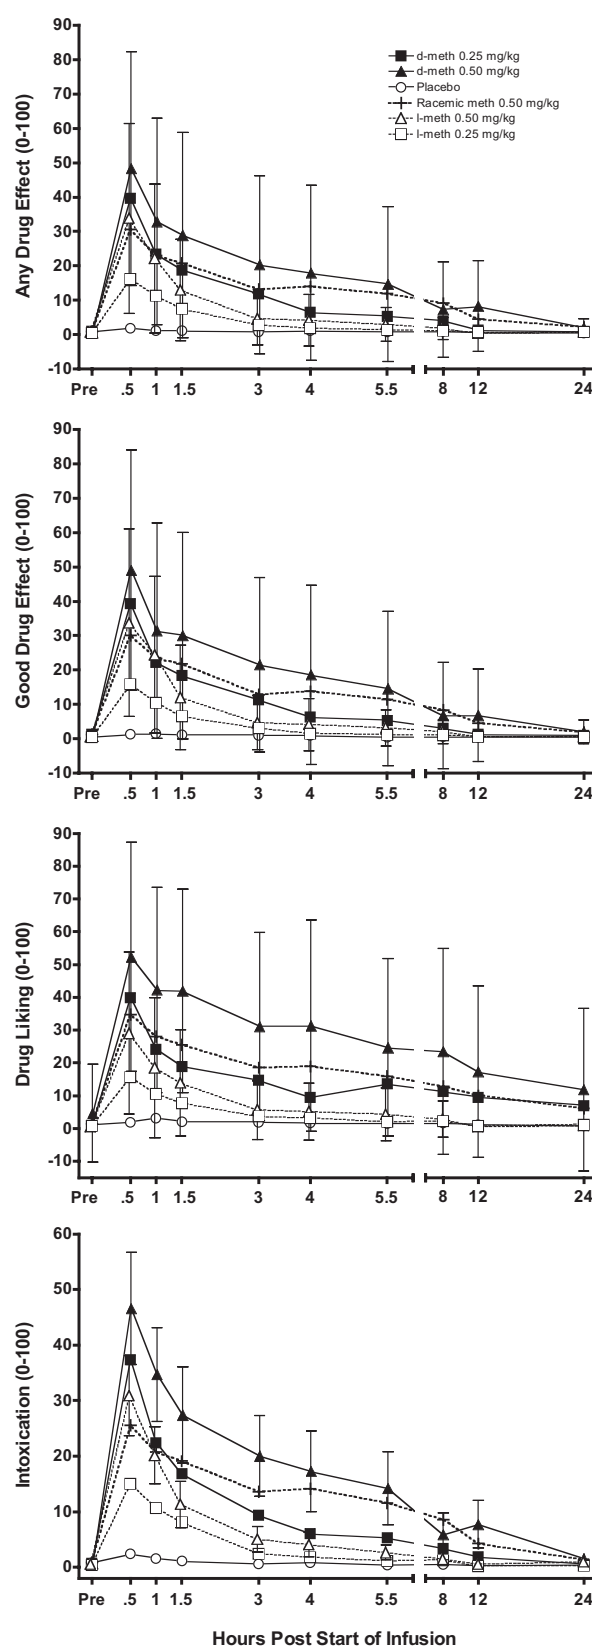 90
80
70
60
50
40
30
20
10
0
-10
Any Drug Effect (0-100)
d-meth 0.25 mg/kg
d-meth 0.50 mg/kg
Placebo
Racemic meth 0.50 mg/kg
l-meth 0.50 mg/kg
l-meth 0.25 mg/kg
Pre .5 1 1.5 3 4 5.5 8 12 24
90
80
70
60
50
40
30
20
10
0
-10
Good Drug Effect (0-100)
Pre .5 1 1.5 3 4 5.5 8 12 24
90
80
70
60
50
40
30
20
10
0
-10
Drug Liking (0-100)
Pre .5 1 1.5 3 4 5.5 8 12 24
60
50
40
30
20
10
0
Intoxication (0-100)
Pre .5 1 1.5 3 4 5.5 8 12 24
Hours Post Start of Infusion